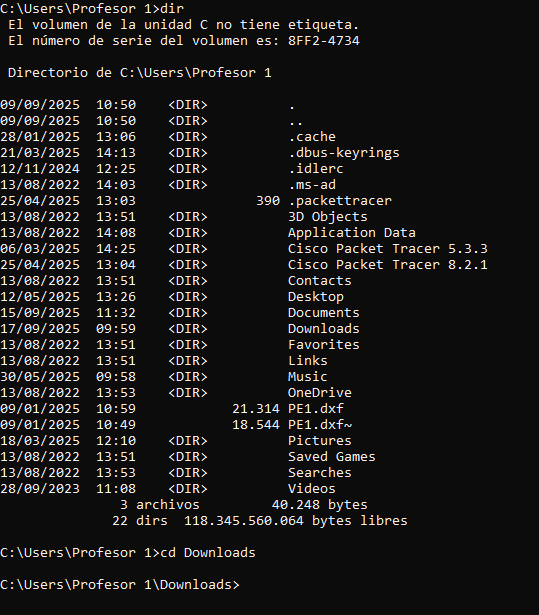 C:\Users\Profesor 1>dir
 El volumen de la unidad C no tiene etiqueta.
 El número de serie del volumen es: 8FF2-4734

 Directorio de C:\Users\Profesor 1

09/09/2025  10:50    <DIR>          .
09/09/2025  10:50    <DIR>          ..
28/01/2025  13:06    <DIR>          .cache
21/03/2025  14:13    <DIR>          .dbus-keyrings
12/11/2024  12:25    <DIR>          .idlerc
13/08/2022  14:03    <DIR>          .ms-ad
25/04/2025  13:03               390 .packettracer
13/08/2022  13:51    <DIR>          3D Objects
13/08/2022  14:08    <DIR>          Application Data
06/03/2025  14:25    <DIR>          Cisco Packet Tracer 5.3.3
25/04/2025  13:04    <DIR>          Cisco Packet Tracer 8.2.1
13/08/2022  13:51    <DIR>          Contacts
12/05/2025  13:26    <DIR>          Desktop
15/09/2025  11:32    <DIR>          Documents
17/09/2025  09:59    <DIR>          Downloads
13/08/2022  13:51    <DIR>          Favorites
13/08/2022  13:51    <DIR>          Links
30/05/2025  09:58    <DIR>          Music
13/08/2022  13:53    <DIR>          OneDrive
09/01/2025  10:59            21.314 PE1.dxf
09/01/2025  10:49            18.544 PE1.dxf~
18/03/2025  12:10    <DIR>          Pictures
13/08/2022  13:51    <DIR>          Saved Games
13/08/2022  13:53    <DIR>          Searches
28/09/2023  11:08    <DIR>          Videos
               3 archivos         40.248 bytes
              22 dirs  118.345.560.064 bytes libres

C:\Users\Profesor 1>cd Downloads

C:\Users\Profesor 1\Downloads>